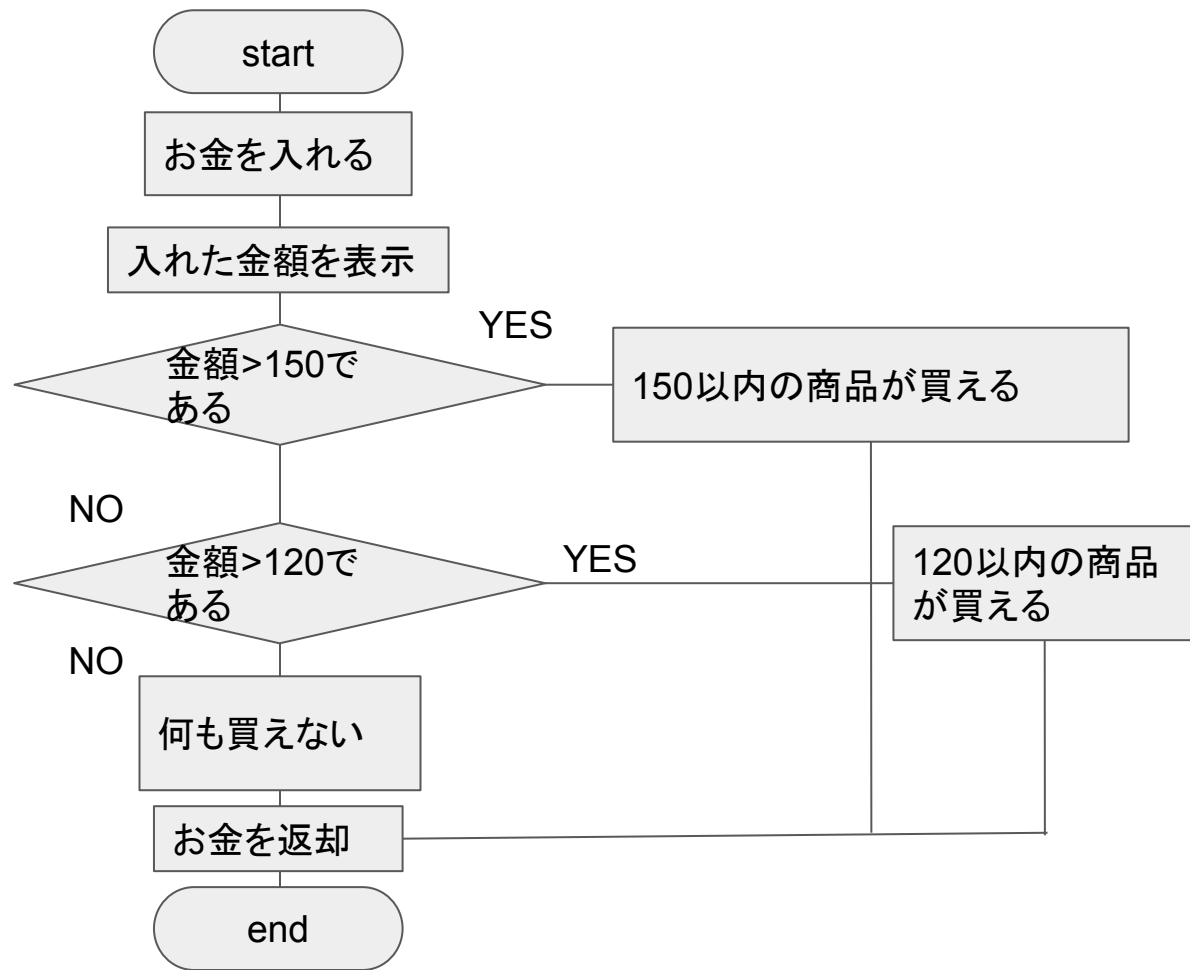 start
お金を入れる
入れた金額を表示
YES
金額>150で
ある
150以内の商品が買える
NO
金額>120で
ある
YES
120以内の商品
が買える
NO
何も買えない
お金を返却
end